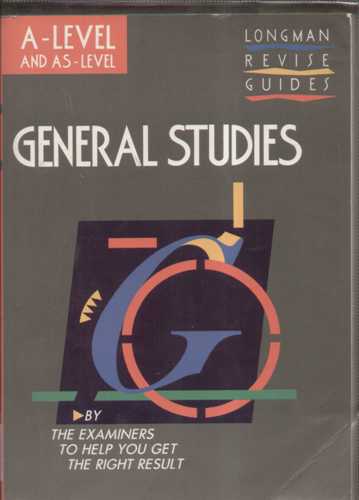 A-LEVEL
AND AS-LEVEL
LONGMAN
REVISE
GUIDES
GENERAL STUDIES
G
BY
THE EXAMINERS
TO HELP YOU GET
THE RIGHT RESULT